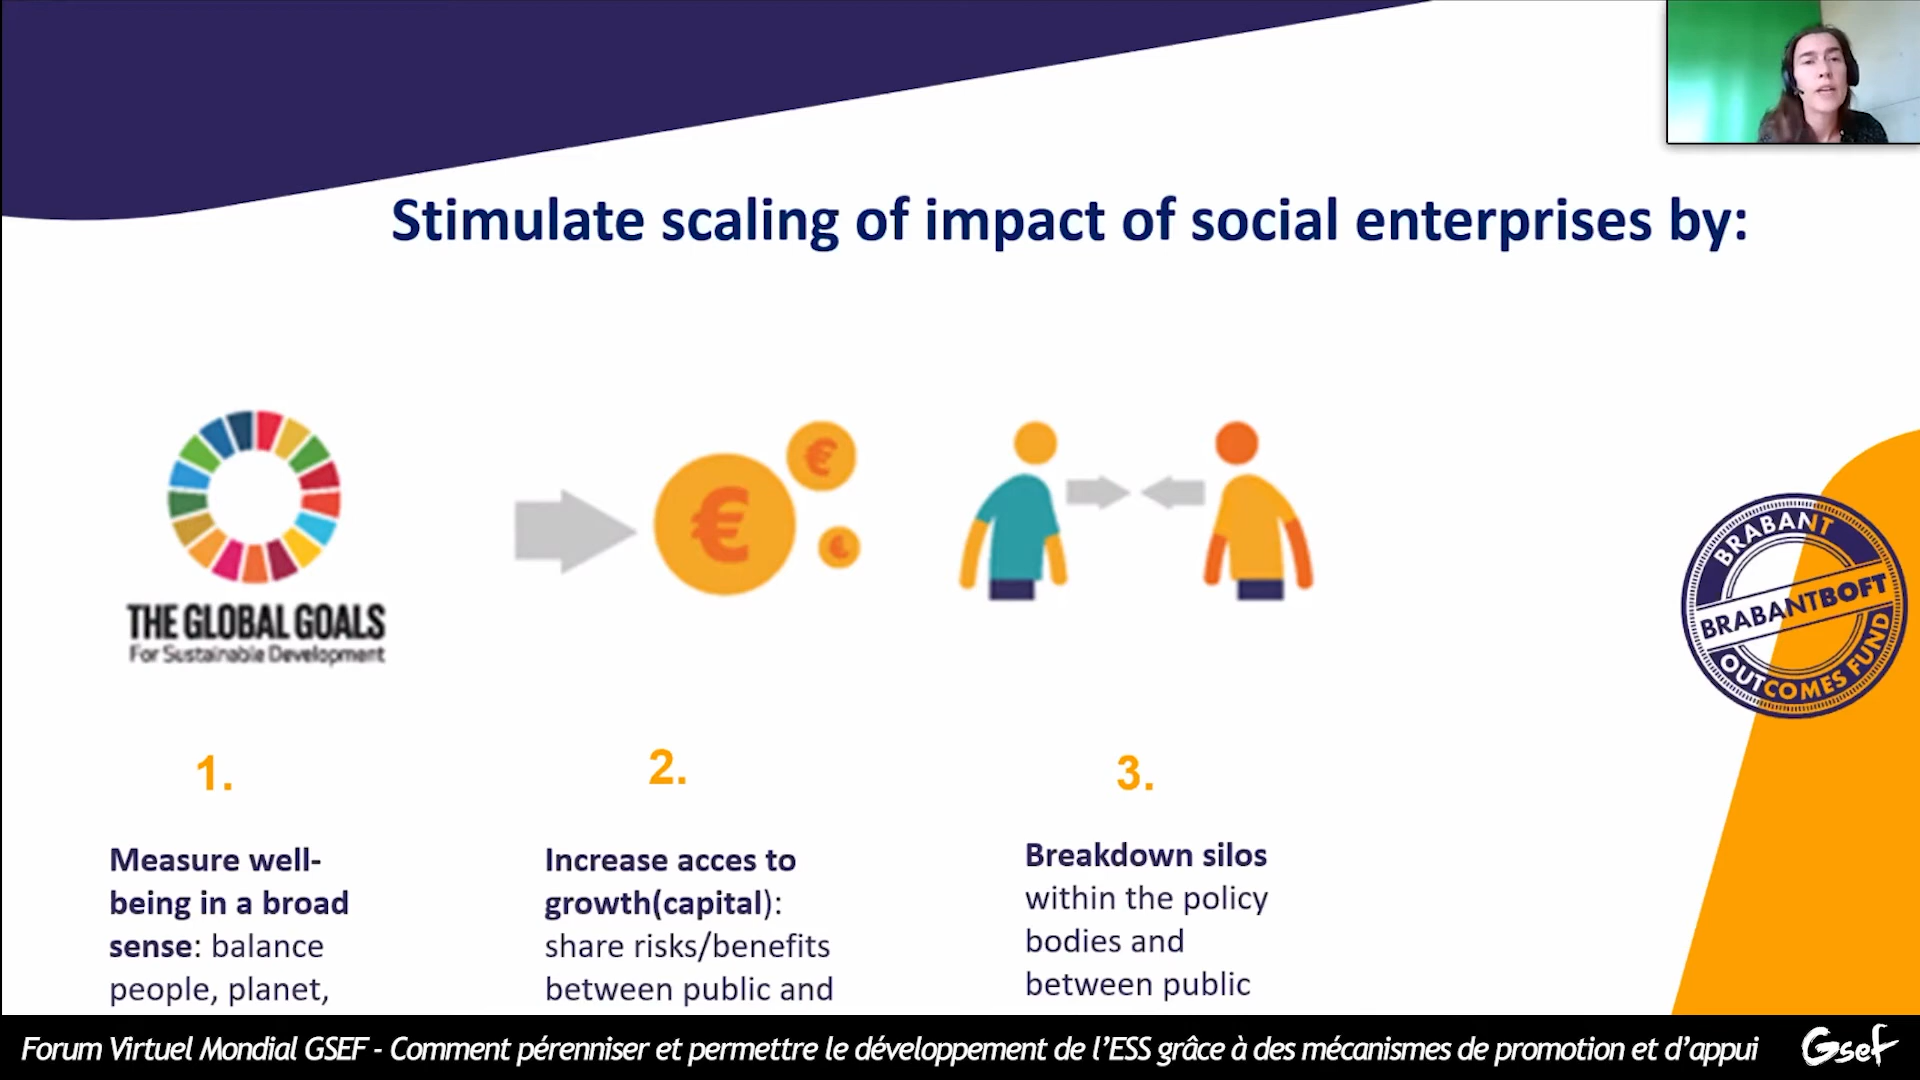 Stimulate scaling of impact of social enterprises by:
THE GLOBAL GOALS
For Sustainable Development
€
€
BRABANT
BRABANTBOFT
OUTCOMES FUND
1.
Measure well-
being in a broad
sense: balance
people, planet,
2.
Increase acces to
growth(capital):
share risks/benefits
between public and
3.
Breakdown silos
within the policy
bodies and
between public
Forum Virtuel Mondial GSEF - Comment pérenniser et permettre le développement de l’ESS grâce à des mécanismes de promotion et d’appui
Gsef